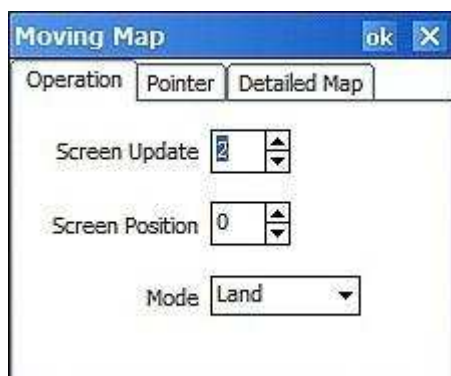 Moving Map ok X
Operation Pointer Detailed Map
Screen Update 2
Screen Position 0
Mode Land